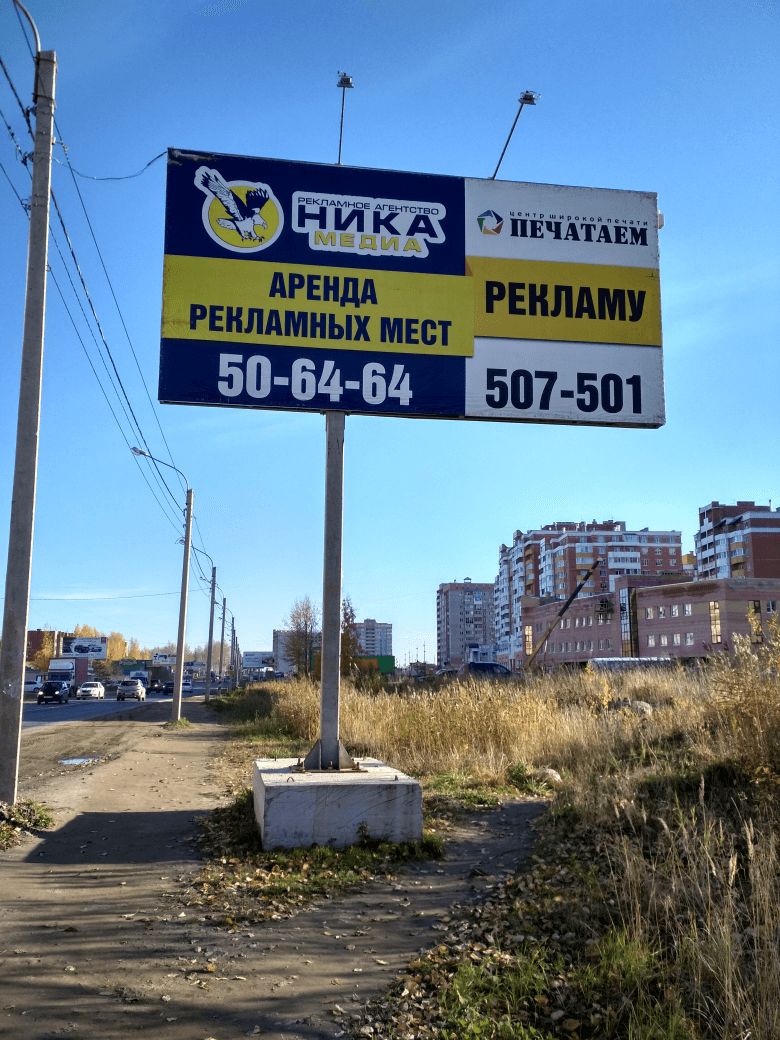 РЕКЛАМНОЕ АГЕНТСТВО
НИКА
МЕДИА
АРЕНДА
РЕКЛАМНЫХ МЕСТ
50-64-64
центр широкой печати
ПЕЧАТАЕМ
РЕКЛАМУ
507-501